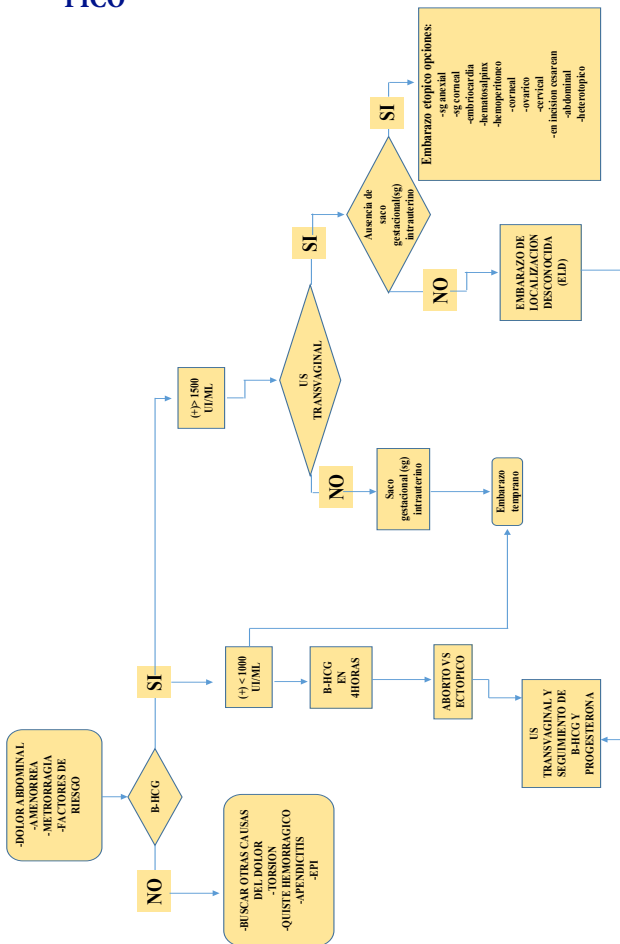 PICO
-DOLOR ABDOMINAL
-AMENORREA
-METRORRAGIA
-FACTORES DE
RIESGO
B-HCG
NO
SI
-BUSCAR OTRAS CAUSAS
DEL DOLOR
-TORSION
-QUISTE HEMORRAGICO
-APENDICITIS
-EPI
(+) < 1000
UI/ML
B-HCG
EN
4HORAS
ABORTO VS
ECTOPICO
US
TRANSVAGINAL Y
SEGUIMIENTO DE
B-HCG Y
PROGESTERONA
(+)> 1500
UI/ML
US
TRANSVAGINAL
NO
SI
Saco
gestacional (sg)
intrauterino
Embarazo
temprano
Ausencia de
saco
gestacional(sg)
intrauterino
NO
SI
EMBARAZO DE
LOCALIZACION
DESCONOCIDA
(ELD)
Embarazo etopico opciones:
-sg anexial
-sg corneal
-embriocardia
-hematosalpinx
-hemoperitoneo
-corneal
-ovarico
-cervical
-en incision cesarean
-abdominal
-heterotopico